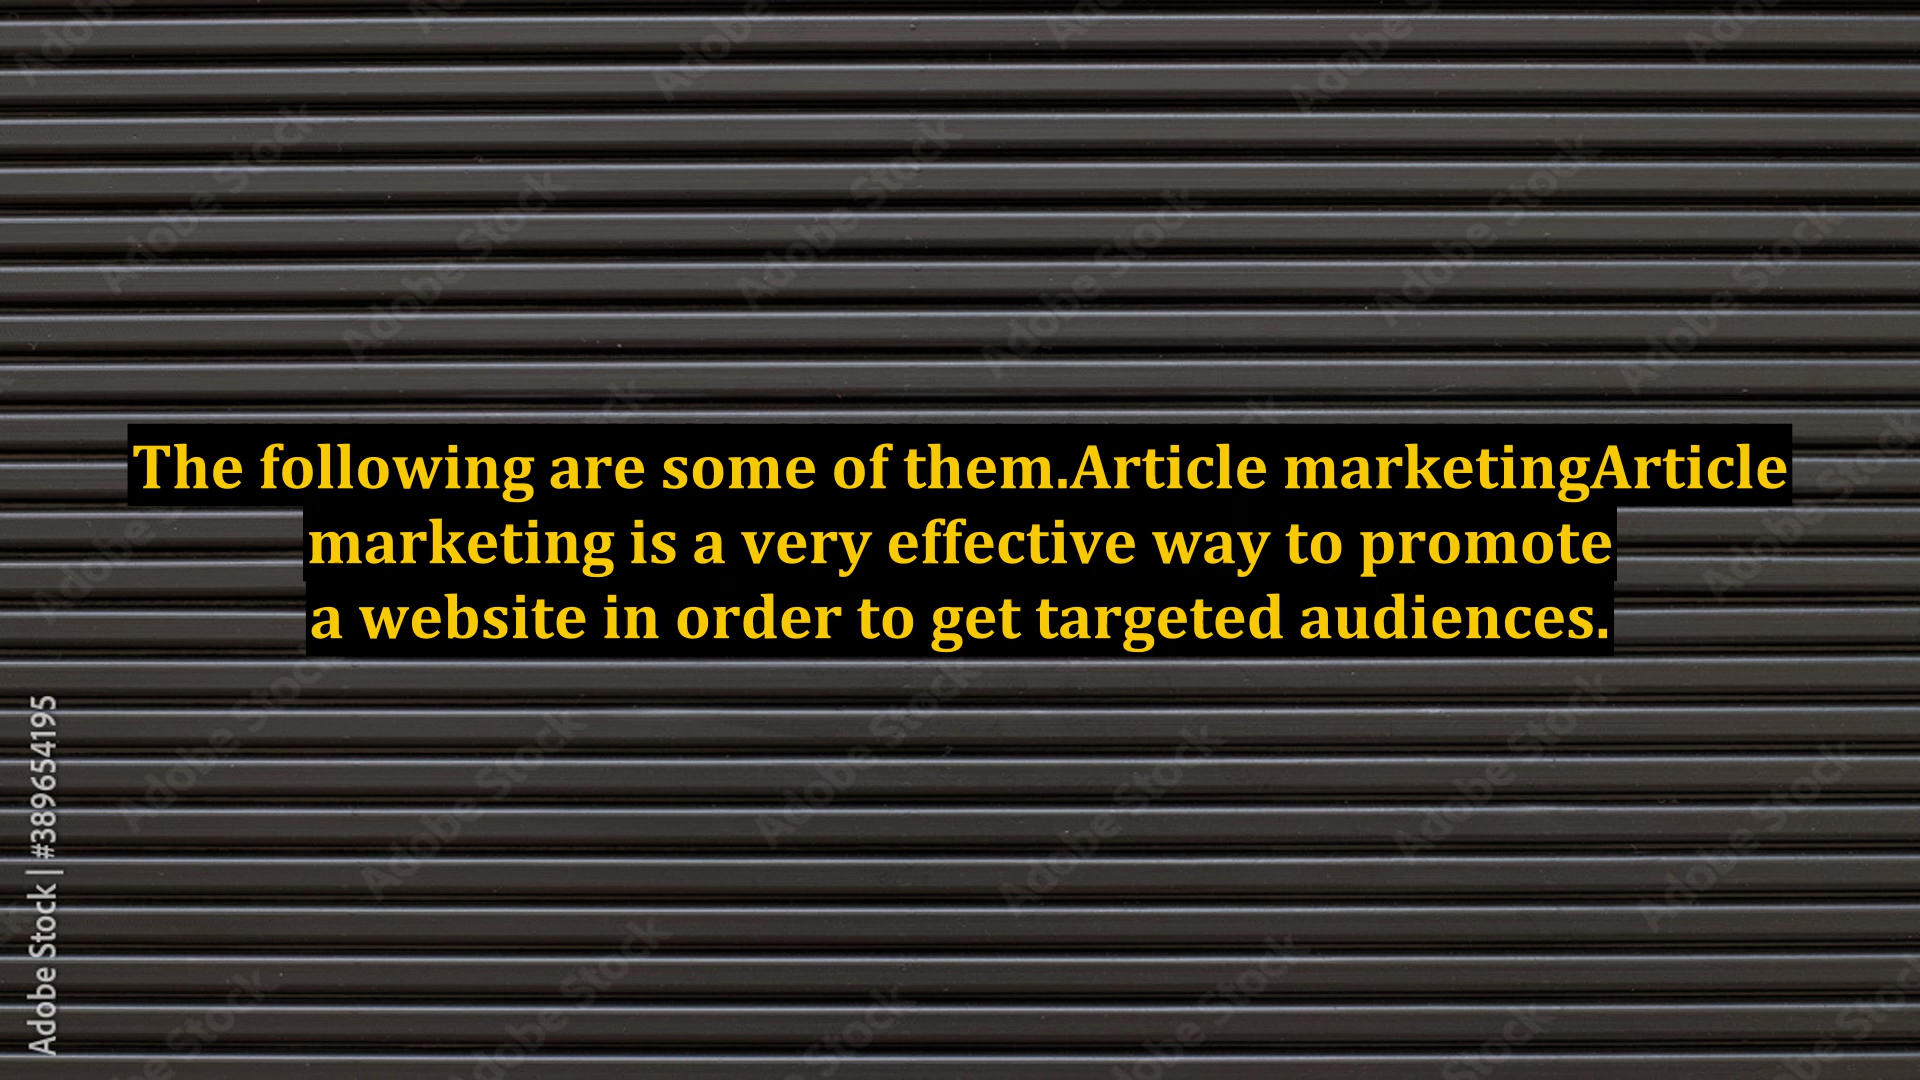 The following are some of them.Article marketingArticle
marketing is a very effective way to promote
a website in order to get targeted audiences.
Adobe Stock | #389654195